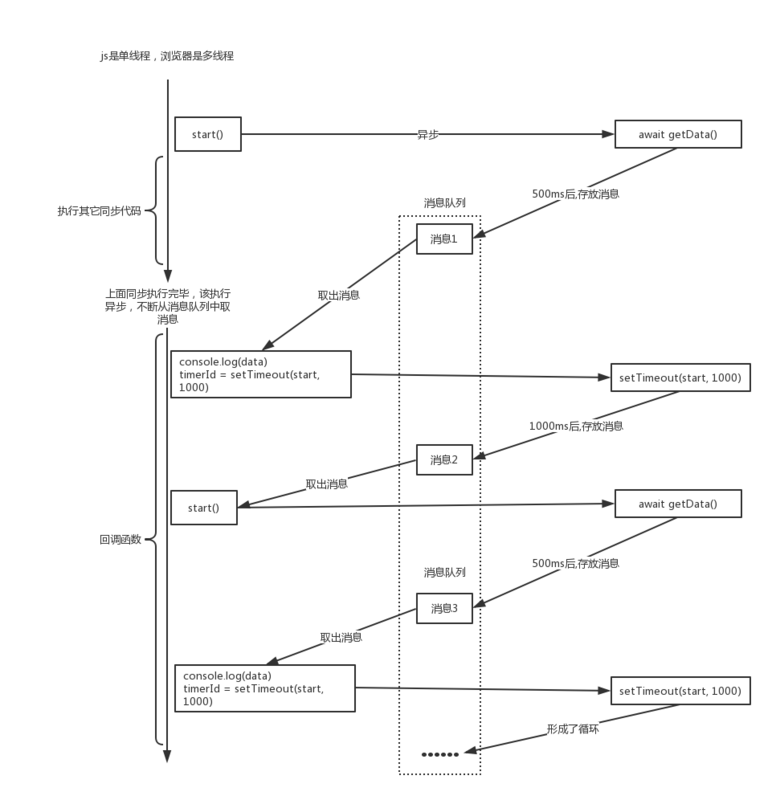 js是单线程，浏览器是多线程
start()
异步
await getData()
500ms后,存放消息
执行其它同步代码
消息队列
消息1
取出消息
上面同步执行完毕，该执行
异步，不断从消息队列中取
消息
console.log(data)
timerId = setTimeout(start,
1000)
setTimeout(start, 1000)
1000ms后,存放消息
消息2
取出消息
start()
await getData()
回调函数
500ms后,存放消息
消息队列
消息3
取出消息
console.log(data)
timerId = setTimeout(start,
1000)
setTimeout(start, 1000)
形成了循环
••••••